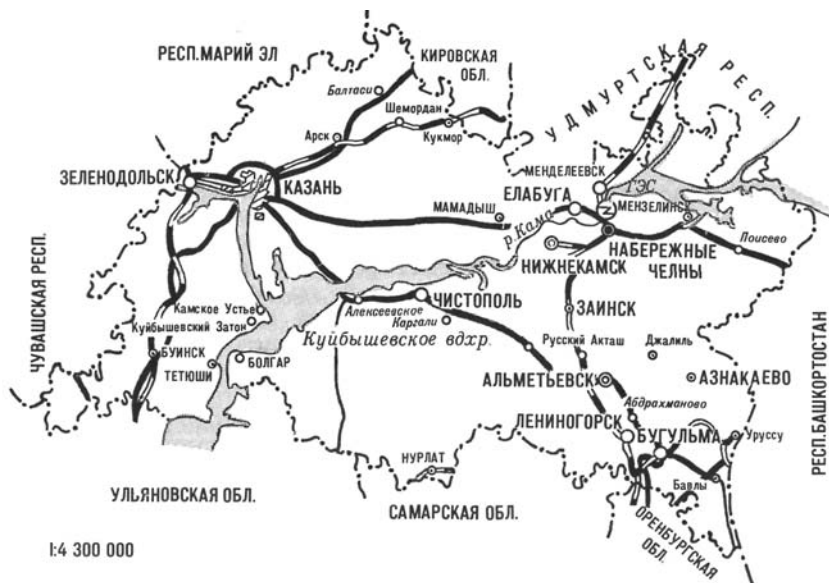 РЕСП.МАРИЙ ЭЛ
КИРОВСКАЯ
ОБЛ.
УДМУРТСКАЯ РЕСП.
Балтаси
Шемордан
Арск
Кукмор
ЗЕЛЕНОДОЛЬСК
КАЗАНЬ
МЕНДЕЛЕЕВСК
ГЭС
ЕЛАБУГА
МЕНЗЕЛИНСК
МАМАДЫШ
р.Кама
НАБЕРЕЖНЫЕ
ЧЕЛНЫ
Поисево
НИЖНЕКАМСК
ЧУВАШСКАЯ РЕСП.
Камское Устье
Куйбышевский Затон
Алексеевское
ЧИСТОПОЛЬ
Каргали
ЗАИНСК
Куйбышевское вдхр.
Русский Акташ
Джалиль
БУИНСК
ТЕТЮШИ
БОЛГАР
АЛЬМЕТЬЕВСК
АЗНАКАЕВО
Абдрахманово
ЛЕНИНОГОРСК
БУГУЛЬМА
Уруссу
РЕСП.БАШКОРТОСТАН
НУРЛАТ
Бавлы
УЛЬЯНОВСКАЯ ОБЛ.
САМАРСКАЯ ОБЛ.
ОРЕНБУРГСКАЯ
ОБЛ.
1:4 300 000